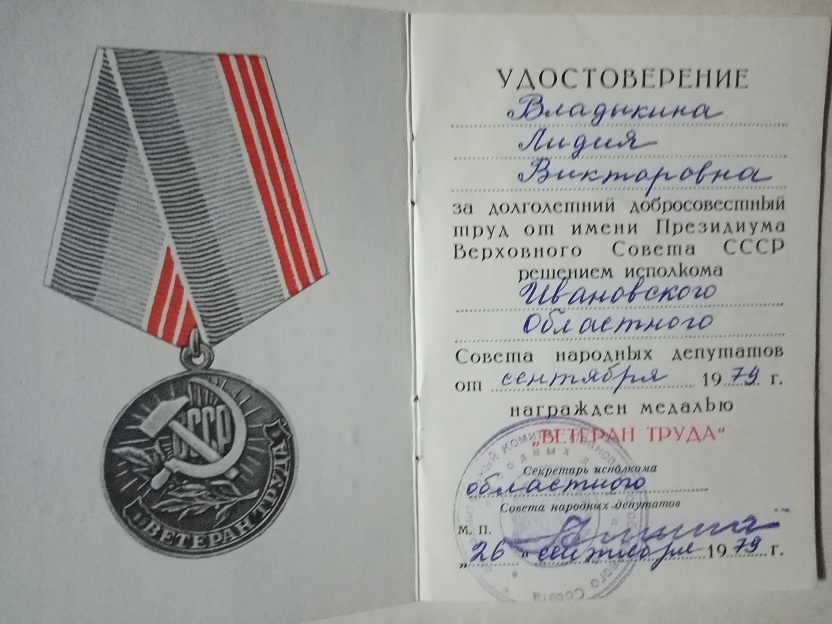 СССР
ВЕТЕРАН ТРУДА
УДОСТОВЕРЕНИЕ
Владыкина
Лидия
Викторовна
за долголетний добросовестный
труд от имени Президиума
Верховного Совета СССР
решением исполкома
Ивановского
Областного
Совета народных депутатов
от сентября 1979 г.
награжден медалью
„ВЕТЕРАН ТРУДА“
Секретарь исполкома
областного
Совета народных депутатов
М. П.
„26“ сентября 1979 г.